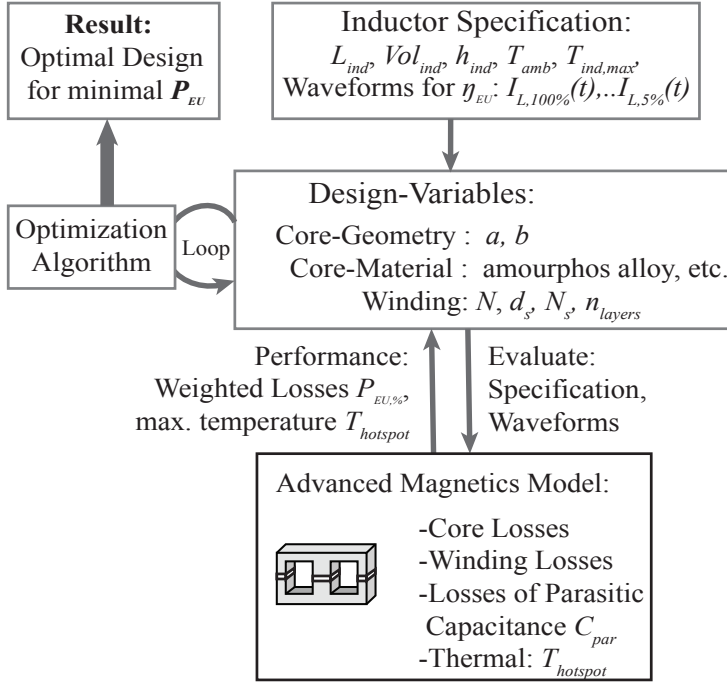 Result:
Optimal Design
for minimal P_EU
Inductor Specification:
L_ind, Vol_ind, h_ind, T_amb, T_ind,max,
Waveforms for η_EU: I_L,100%(t),..I_L,5%(t)
Optimization
Algorithm
Loop
Design-Variables:
Core-Geometry : a, b
Core-Material : amourphos alloy, etc.
Winding: N, d_s, N_s, n_layers
Performance:
Weighted Losses P_EU,%,
max. temperature T_hotspot
Evaluate:
Specification,
Waveforms
Advanced Magnetics Model:
-Core Losses
-Winding Losses
-Losses of Parasitic
Capacitance C_par
-Thermal: T_hotspot